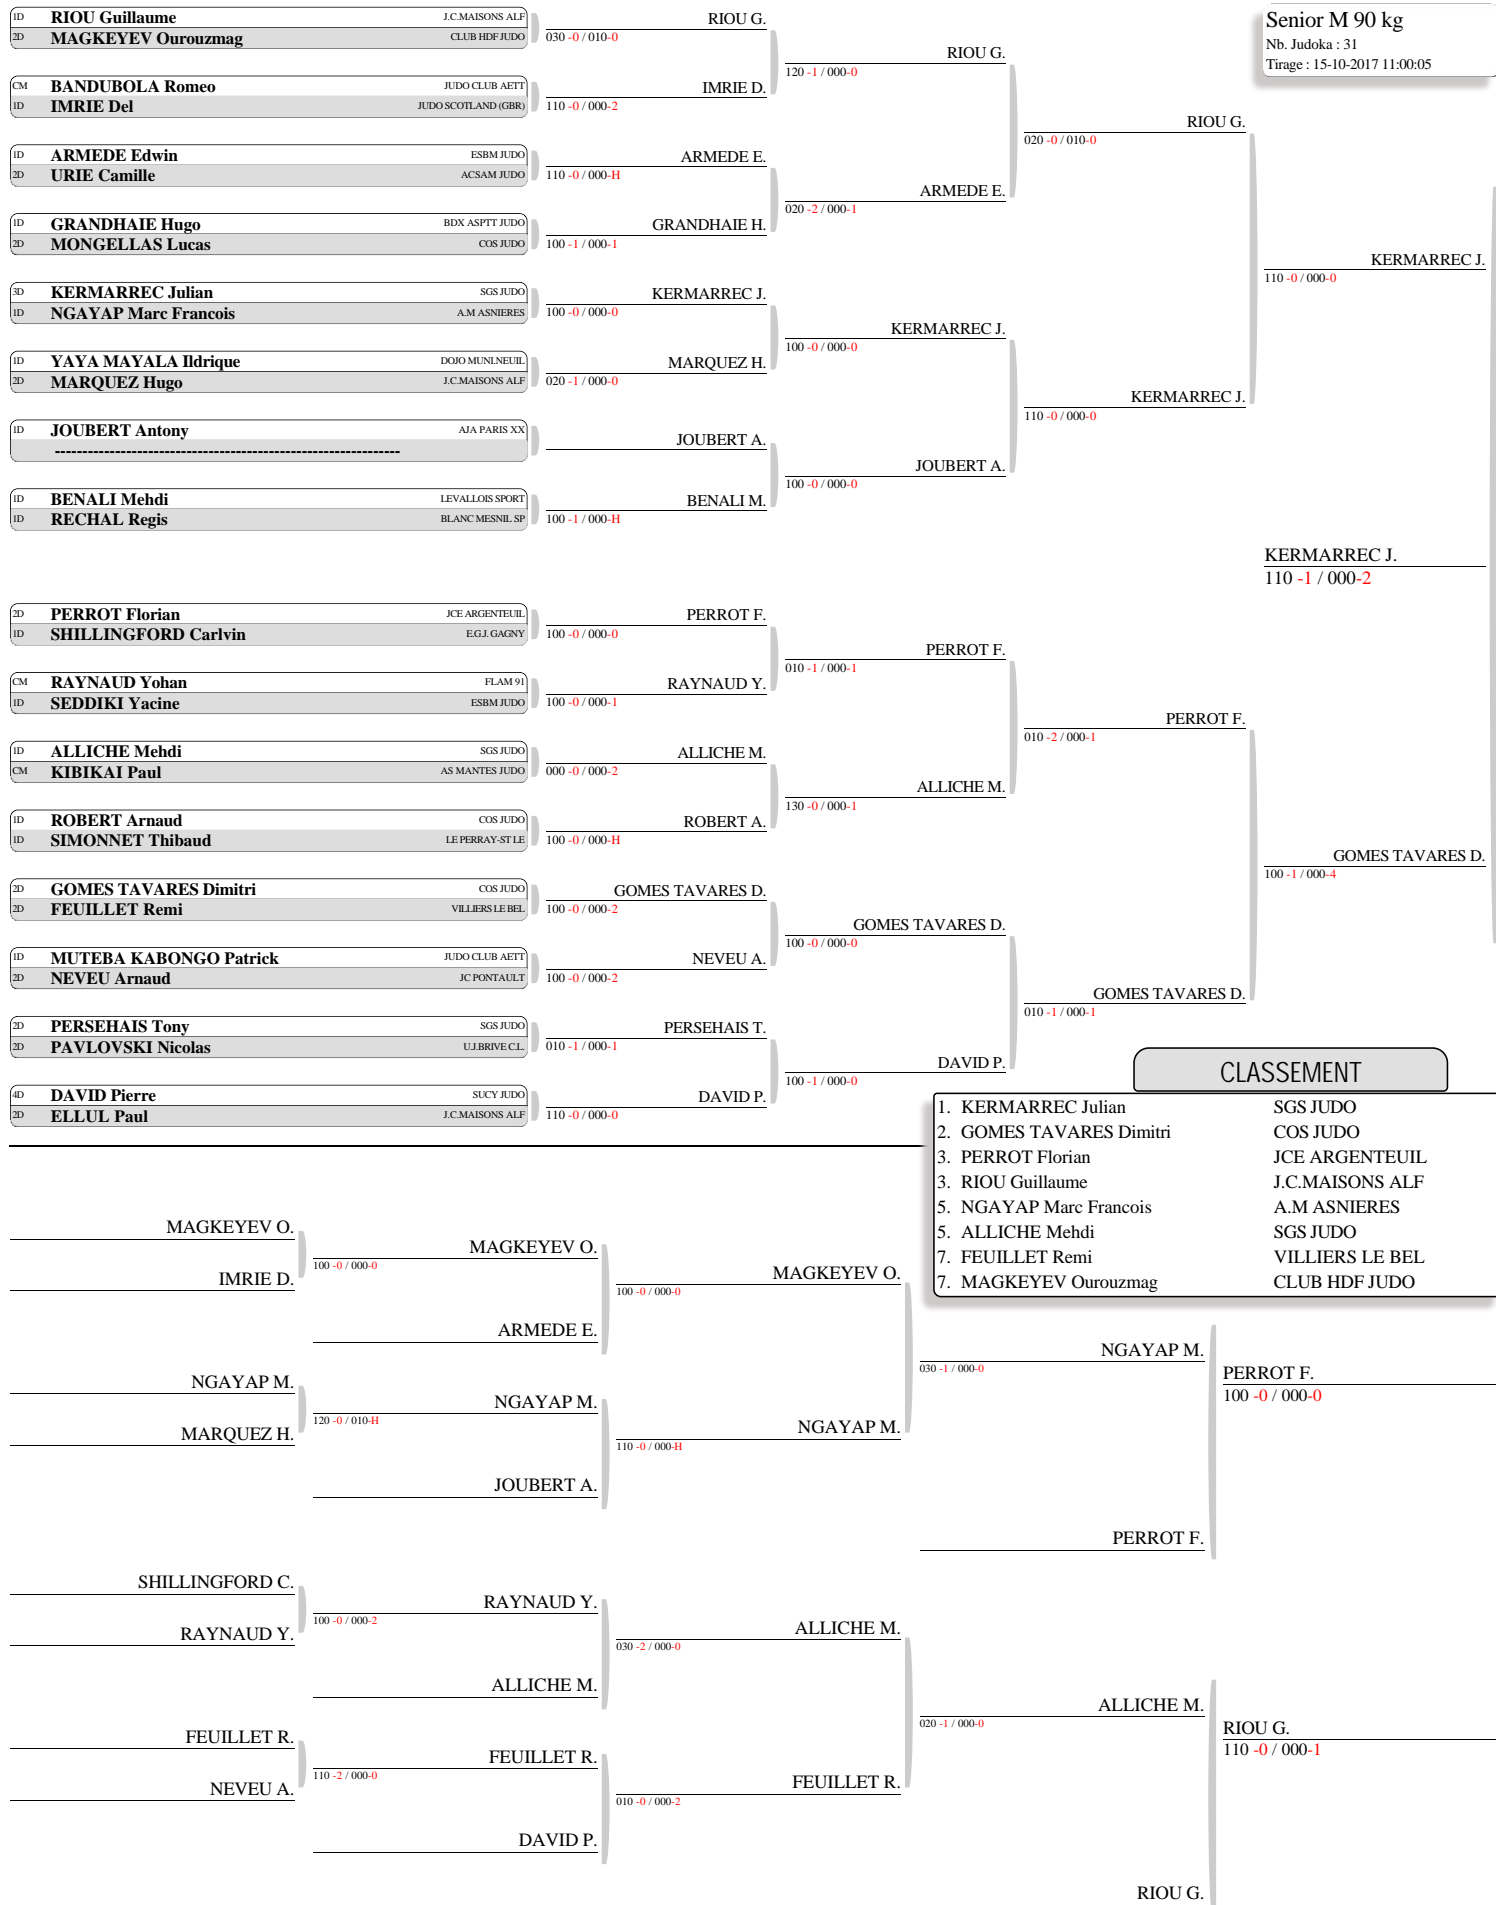 Senior M 90 kg
Nb. Judoka : 31
Tirage : 15-10-2017 11:00:05
1D RIOU Guillaume J.C.MAISONS ALF
2D MAGKEYEV Ourouzmag CLUB HDF JUDO
CM BANDUBOLA Romeo JUDO CLUB AETT
1D IMRIE Del JUDO SCOTLAND (GBR)
1D ARMEDE Edwin ESBM JUDO
2D URIE Camille ACSAM JUDO
1D GRANDHAIE Hugo BDX ASPTT JUDO
2D MONGELLAS Lucas COS JUDO
3D KERMARREC Julian SGS JUDO
1D NGAYAP Marc Francois A.M ASNIERES
1D YAYA MAYALA Ildrique DOJO MUNI.NEUIL
2D MARQUEZ Hugo J.C.MAISONS ALF
1D JOUBERT Antony AJA PARIS XX
----------------------------------------------------------------
1D BENALI Mehdi LEVALLOIS SPORT
1D RECHAL Regis BLANC MESNIL SP
2D PERROT Florian JCE ARGENTEUIL
1D SHILLINGFORD Carlvin E.G.J. GAGNY
CM RAYNAUD Yohan FLAM 91
1D SEDDIKI Yacine ESBM JUDO
1D ALLICHE Mehdi SGS JUDO
CM KIBIKAI Paul AS MANTES JUDO
1D ROBERT Arnaud COS JUDO
1D SIMONNET Thibaud LE PERRAY-ST LE
2D GOMES TAVARES Dimitri COS JUDO
2D FEUILLET Remi VILLIERS LE BEL
1D MUTEBA KABONGO Patrick JUDO CLUB AETT
2D NEVEU Arnaud JC PONTAULT
2D PERSEHAIS Tony SGS JUDO
2D PAVLOVSKI Nicolas U.J.BRIVE C.L.
4D DAVID Pierre SUCY JUDO
2D ELLUL Paul J.C.MAISONS ALF
RIOU G.
030 -0 / 010-0
IMRIE D.
110 -0 / 000-2
ARMEDE E.
110 -0 / 000-H
GRANDHAIE H.
100 -1 / 000-1
KERMARREC J.
100 -0 / 000-0
MARQUEZ H.
020 -1 / 000-0
JOUBERT A.
BENALI M.
100 -1 / 000-H
PERROT F.
100 -0 / 000-0
RAYNAUD Y.
100 -0 / 000-1
ALLICHE M.
000 -0 / 000-2
ROBERT A.
100 -0 / 000-H
GOMES TAVARES D.
100 -0 / 000-2
NEVEU A.
100 -0 / 000-2
PERSEHAIS T.
010 -1 / 000-1
DAVID P.
110 -0 / 000-0
RIOU G.
120 -1 / 000-0
ARMEDE E.
020 -2 / 000-1
KERMARREC J.
100 -0 / 000-0
JOUBERT A.
100 -0 / 000-0
PERROT F.
010 -1 / 000-1
ALLICHE M.
130 -0 / 000-1
GOMES TAVARES D.
100 -0 / 000-0
DAVID P.
100 -1 / 000-0
RIOU G.
020 -0 / 010-0
KERMARREC J.
110 -0 / 000-0
PERROT F.
010 -2 / 000-1
GOMES TAVARES D.
010 -1 / 000-1
KERMARREC J.
110 -0 / 000-0
GOMES TAVARES D.
100 -1 / 000-4
KERMARREC J.
110 -1 / 000-2
CLASSEMENT
1. KERMARREC Julian SGS JUDO
2. GOMES TAVARES Dimitri COS JUDO
3. PERROT Florian JCE ARGENTEUIL
3. RIOU Guillaume J.C.MAISONS ALF
5. NGAYAP Marc Francois A.M ASNIERES
5. ALLICHE Mehdi SGS JUDO
7. FEUILLET Remi VILLIERS LE BEL
7. MAGKEYEV Ourouzmag CLUB HDF JUDO
MAGKEYEV O.
IMRIE D.
NGAYAP M.
MARQUEZ H.
SHILLINGFORD C.
RAYNAUD Y.
FEUILLET R.
NEVEU A.
MAGKEYEV O.
100 -0 / 000-0
ARMEDE E.
NGAYAP M.
120 -0 / 010-H
JOUBERT A.
RAYNAUD Y.
100 -0 / 000-2
ALLICHE M.
FEUILLET R.
110 -2 / 000-0
DAVID P.
MAGKEYEV O.
100 -0 / 000-0
NGAYAP M.
110 -0 / 000-H
ALLICHE M.
030 -2 / 000-0
FEUILLET R.
010 -0 / 000-2
NGAYAP M.
030 -1 / 000-0
PERROT F.
ALLICHE M.
020 -1 / 000-0
RIOU G.
PERROT F.
100 -0 / 000-0
RIOU G.
110 -0 / 000-1